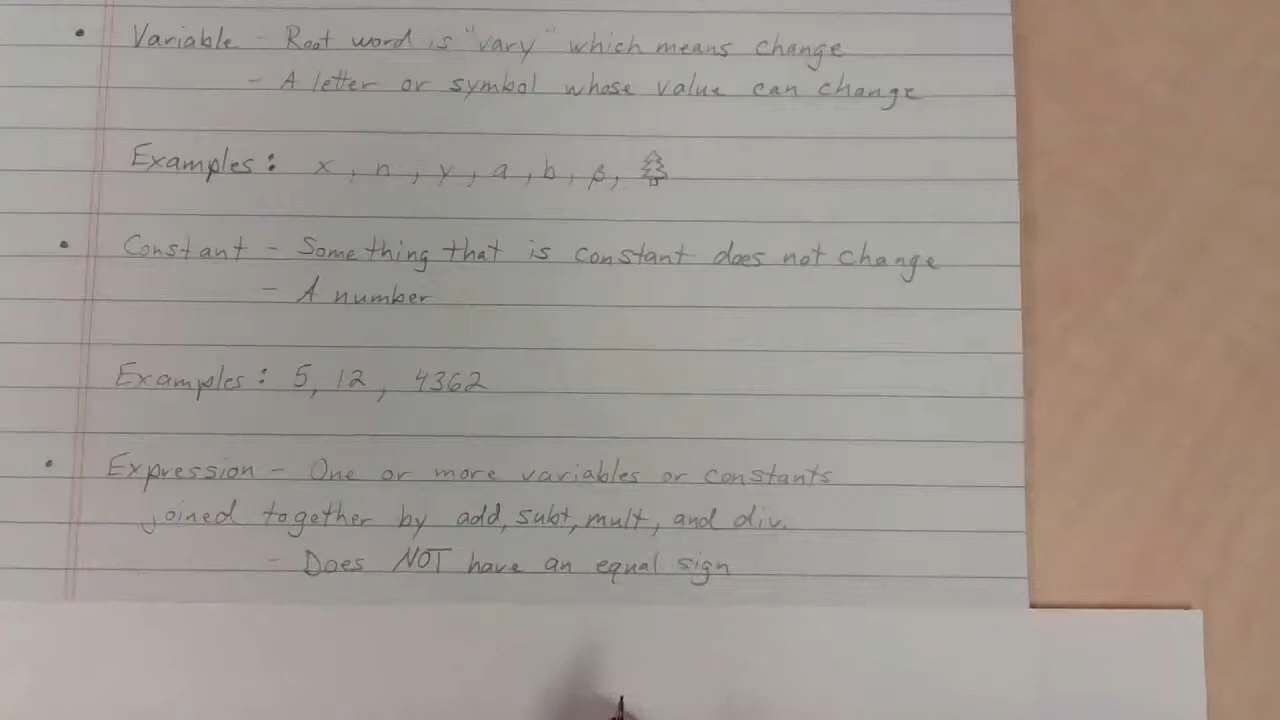 • Variable - Root word is "vary" which means change
- A letter or symbol whose value can change
Examples: x, n, y, a, b, β, 🌲
• Constant - Something that is constant does not change
- A number
Examples: 5, 12, 4362
• Expression - One or more variables or constants
joined together by add, subt, mult, and div.
- Does NOT have an equal sign